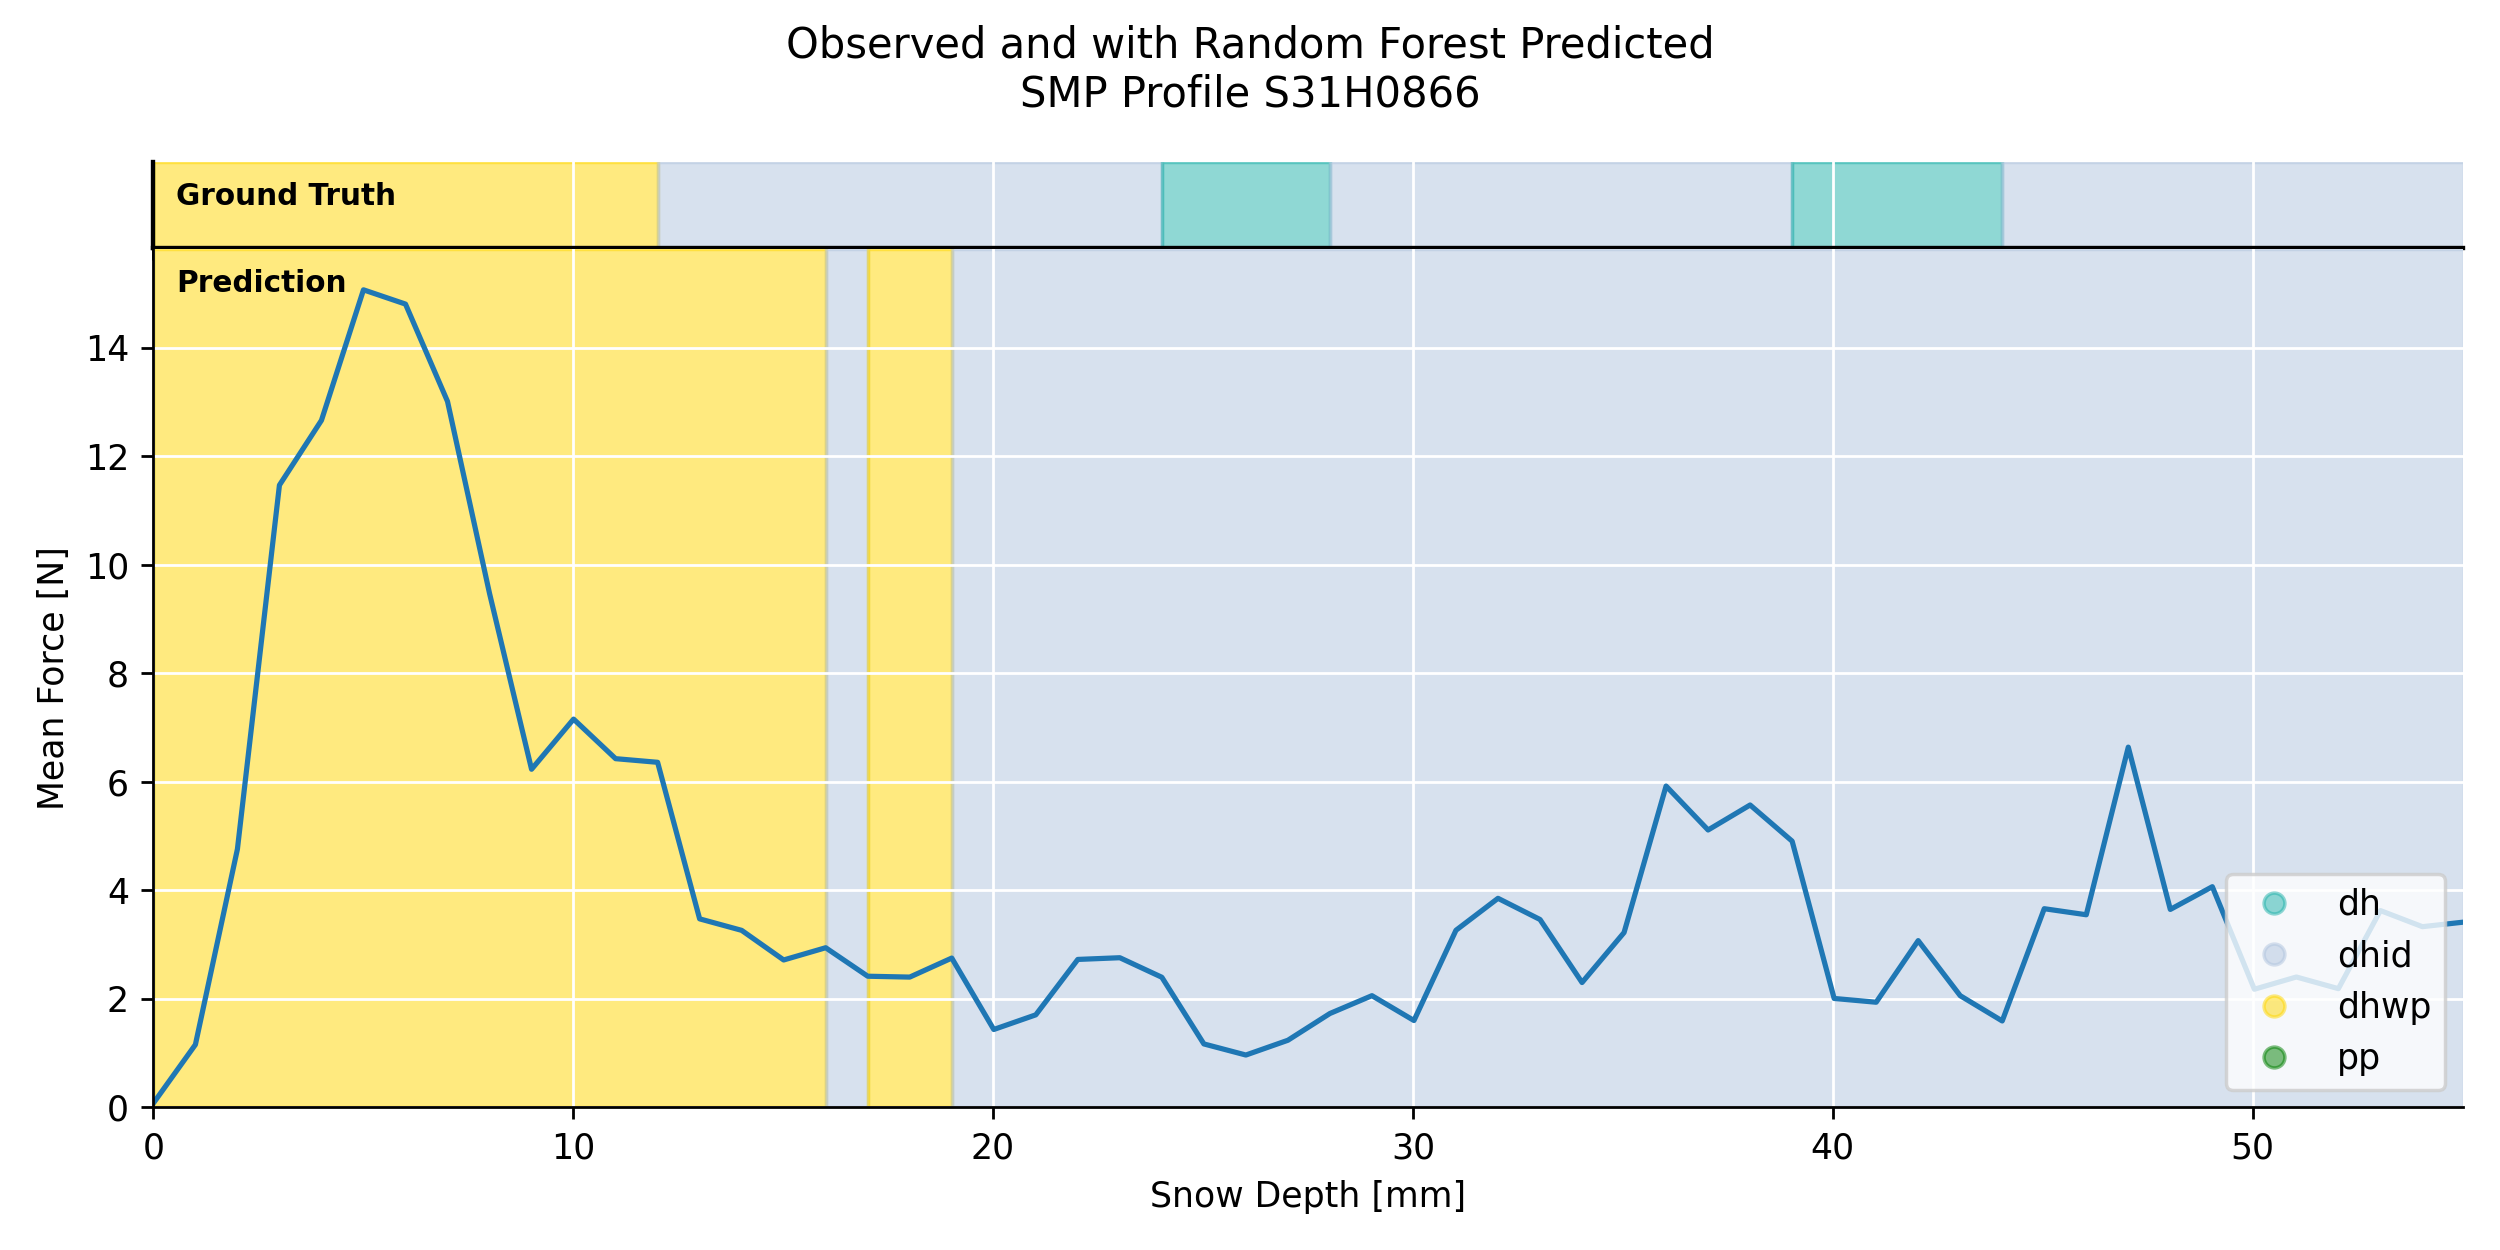 Observed and with Random Forest Predicted
SMP Profile S31H0866
Ground Truth
Prediction
14
12
10
8
6
4
2
0
Mean Force [N]
0 10 20 30 40 50
Snow Depth [mm]
dh
dhid
dhwp
pp